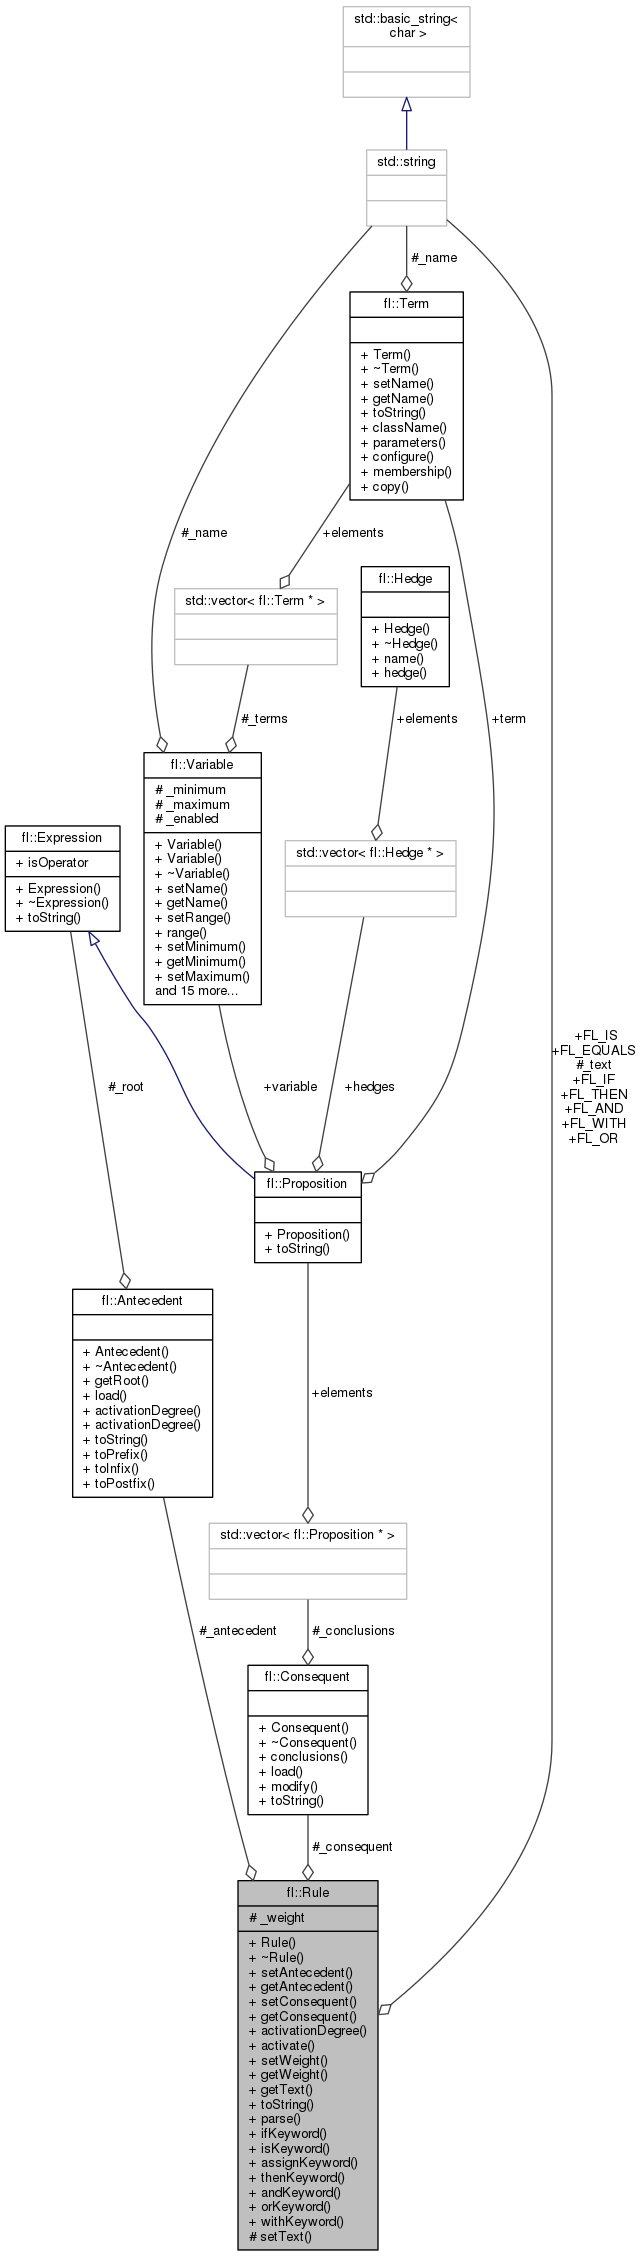 std::basic_string<
char >
std::string
#_name
fl::Term
+ Term()
+ ~Term()
+ setName()
+ getName()
+ toString()
+ className()
+ parameters()
+ configure()
+ membership()
+ copy()
#_name
+elements
fl::Hedge
+ Hedge()
+ ~Hedge()
+ name()
+ hedge()
std::vector< fl::Term * >
#_terms
+elements
+term
fl::Variable
# _minimum
# _maximum
# _enabled
+ Variable()
+ Variable()
+ ~Variable()
+ setName()
+ getName()
+ setRange()
+ range()
+ setMinimum()
+ getMinimum()
+ setMaximum()
and 15 more...
fl::Expression
+ isOperator
+ Expression()
+ ~Expression()
+ toString()
std::vector< fl::Hedge * >
#_root
+variable
+hedges
+FL_IS
+FL_EQUALS
#_text
+FL_IF
+FL_THEN
+FL_AND
+FL_WITH
+FL_OR
fl::Proposition
+ Proposition()
+ toString()
fl::Antecedent
+ Antecedent()
+ ~Antecedent()
+ getRoot()
+ load()
+ activationDegree()
+ activationDegree()
+ toString()
+ toPrefix()
+ toInfix()
+ toPostfix()
+elements
std::vector< fl::Proposition * >
#_antecedent
#_conclusions
fl::Consequent
+ Consequent()
+ ~Consequent()
+ conclusions()
+ load()
+ modify()
+ toString()
#_consequent
fl::Rule
# _weight
+ Rule()
+ ~Rule()
+ setAntecedent()
+ getAntecedent()
+ setConsequent()
+ getConsequent()
+ activationDegree()
+ activate()
+ setWeight()
+ getWeight()
+ getText()
+ toString()
+ parse()
+ ifKeyword()
+ isKeyword()
+ assignKeyword()
+ thenKeyword()
+ andKeyword()
+ orKeyword()
+ withKeyword()
# setText()